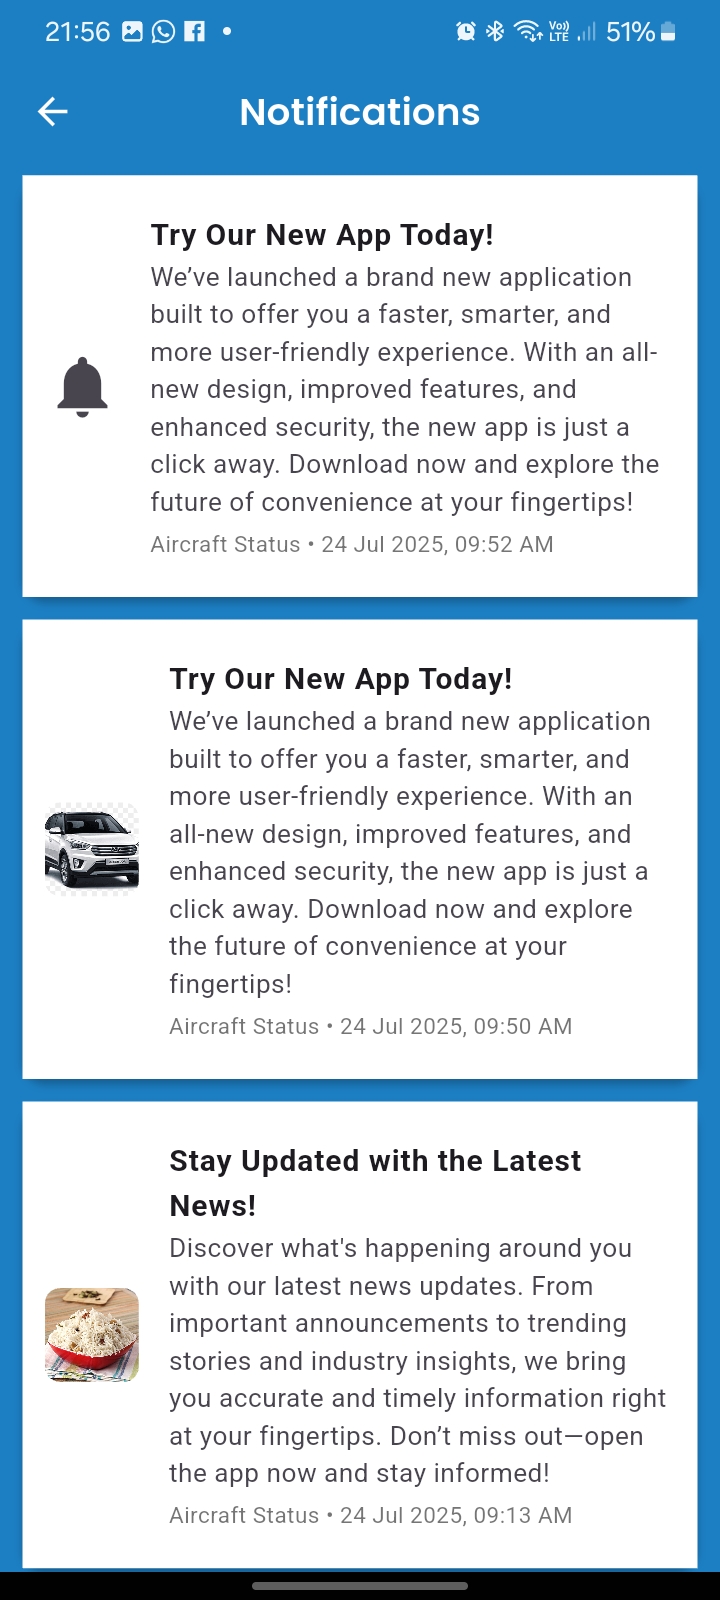 21:56 Vo)) LTE 51%
Notifications
Try Our New App Today!
We’ve launched a brand new application
built to offer you a faster, smarter, and
more user-friendly experience. With an all-
new design, improved features, and
enhanced security, the new app is just a
click away. Download now and explore the
future of convenience at your fingertips!
Aircraft Status • 24 Jul 2025, 09:52 AM
Try Our New App Today!
We’ve launched a brand new application
built to offer you a faster, smarter, and
more user-friendly experience. With an
all-new design, improved features, and
enhanced security, the new app is just a
click away. Download now and explore
the future of convenience at your
fingertips!
Aircraft Status • 24 Jul 2025, 09:50 AM
Stay Updated with the Latest
News!
Discover what's happening around you
with our latest news updates. From
important announcements to trending
stories and industry insights, we bring
you accurate and timely information right
at your fingertips. Don’t miss out—open
the app now and stay informed!
Aircraft Status • 24 Jul 2025, 09:13 AM